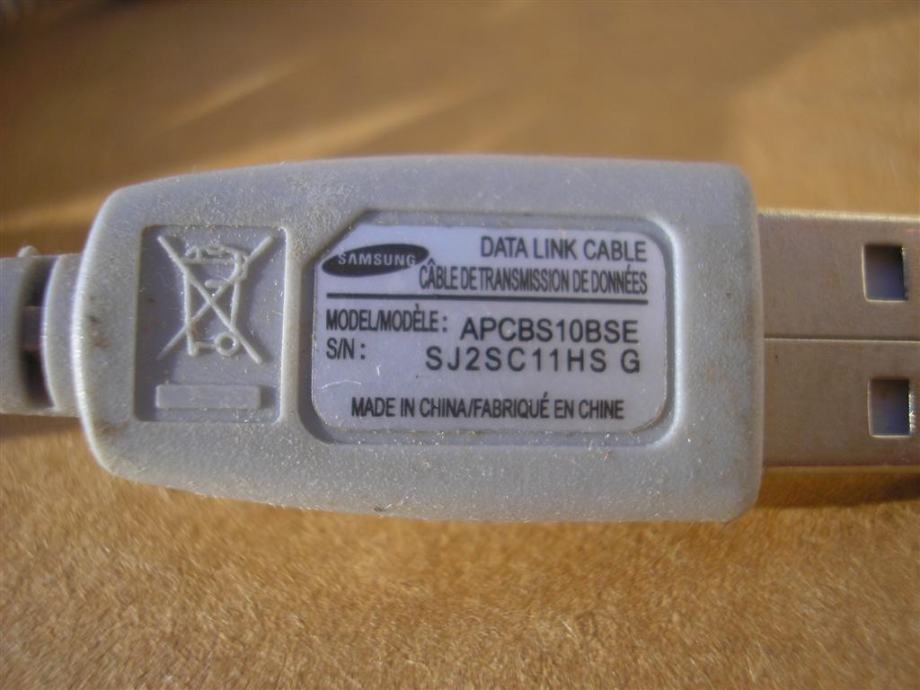 SAMSUNG DATA LINK CABLE
CÂBLE DE TRANSMISSION DE DONNÉES
MODEL/MODÈLE: APCBS10BSE
S/N: SJ2SC11HS G
MADE IN CHINA/FABRIQUÉ EN CHINE